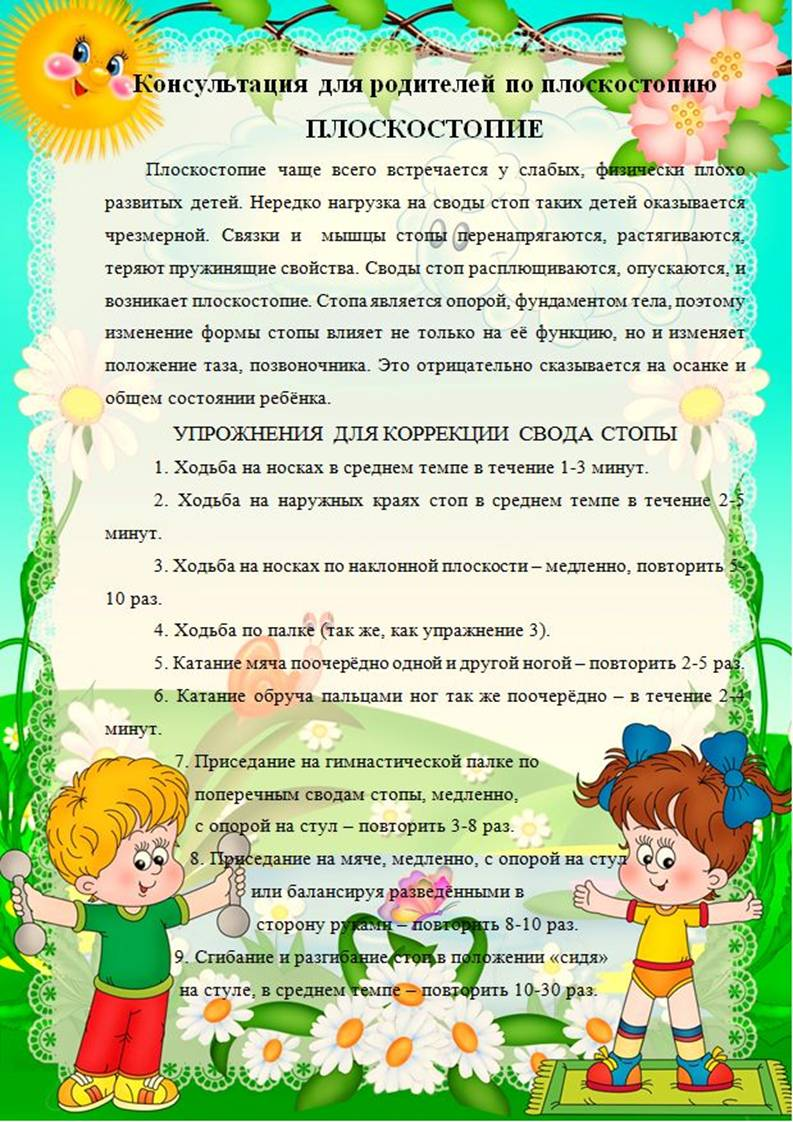 Консультация для родителей по плоскостопию
ПЛОСКОСТОПИЕ
Плоскостопие чаще всего встречается у слабых, физически плохо
развитых детей. Нередко нагрузка на своды стоп таких детей оказывается
чрезмерной. Связки и мышцы стопы перенапрягаются, растягиваются,
теряют пружинящие свойства. Своды стоп расплющиваются, опускаются, и
возникает плоскостопие. Стопа является опорой, фундаментом тела, поэтому
изменение формы стопы влияет не только на её функцию, но и изменяет
положение таза, позвоночника. Это отрицательно сказывается на осанке и
общем состоянии ребёнка.
УПРОЖНЕНИЯ ДЛЯ КОРРЕКЦИИ СВОДА СТОПЫ
1. Ходьба на носках в среднем темпе в течение 1-3 минут.
2. Ходьба на наружных краях стоп в среднем темпе в течение 2-5
минут.
3. Ходьба на носках по наклонной плоскости – медленно, повторить 5-
10 раз.
4. Ходьба по палке (так же, как упражнение 3).
5. Катание мяча поочерёдно одной и другой ногой – повторить 2-5 раз.
6. Катание обруча пальцами ног так же поочерёдно – в течение 2-4
минут.
7. Приседание на гимнастической палке по
поперечным сводам стопы, медленно,
с опорой на стул – повторить 3-8 раз.
8. Приседание на мяче, медленно, с опорой на стул
или балансируя разведёнными в
сторону руками – повторить 8-10 раз.
9. Сгибание и разгибание стоп в положении «сидя»
на стуле, в среднем темпе – повторить 10-30 раз.